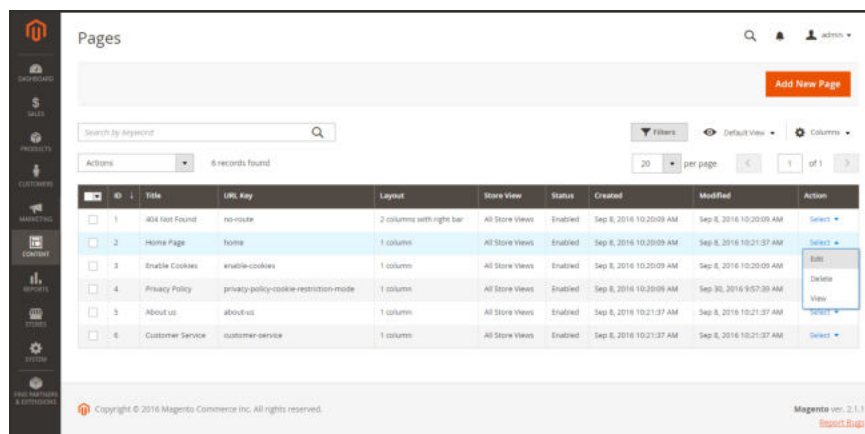 Pages
admin
DASHBOARD
SALES
PRODUCTS
CUSTOMERS
MARKETING
CONTENT
REPORTS
STORES
SYSTEM
FIND PARTNERS
& EXTENSIONS
Add New Page
Search by keyword
Filters Default View Columns
Actions 6 records found 20 per page 1 of 1
ID Title URL Key Layout Store View Status Created Modified Action
1 404 Not Found no-route 2 columns with right bar All Store Views Enabled Sep 8, 2016 10:20:09 AM Sep 8, 2016 10:20:09 AM Select
2 Home Page home 1 column All Store Views Enabled Sep 8, 2016 10:20:09 AM Sep 8, 2016 10:21:37 AM Select
3 Enable Cookies enable-cookies 1 column All Store Views Enabled Sep 8, 2016 10:20:09 AM Sep 8, 2016 10:20:09 AM
Edit
4 Privacy Policy privacy-policy-cookie-restriction-mode 1 column All Store Views Enabled Sep 8, 2016 10:20:09 AM Sep 30, 2016 9:57:39 AM
Delete
View
5 About us about-us 1 column All Store Views Enabled Sep 8, 2016 10:21:37 AM Sep 8, 2016 10:21:37 AM Select
6 Customer Service customer-service 1 column All Store Views Enabled Sep 8, 2016 10:21:37 AM Sep 8, 2016 10:21:37 AM Select
Copyright © 2016 Magento Commerce Inc. All rights reserved.
Magento ver. 2.1.1
Report Bugs